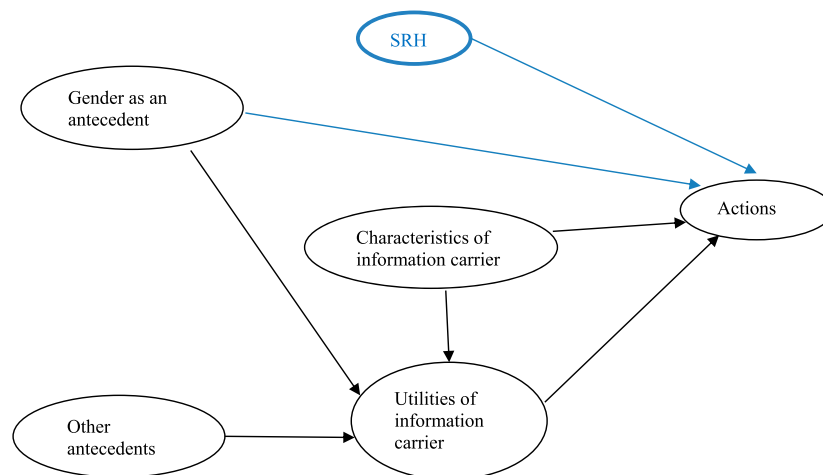 SRH
Gender as an
antecedent
Actions
Characteristics of
information carrier
Utilities of
information
carrier
Other
antecedents